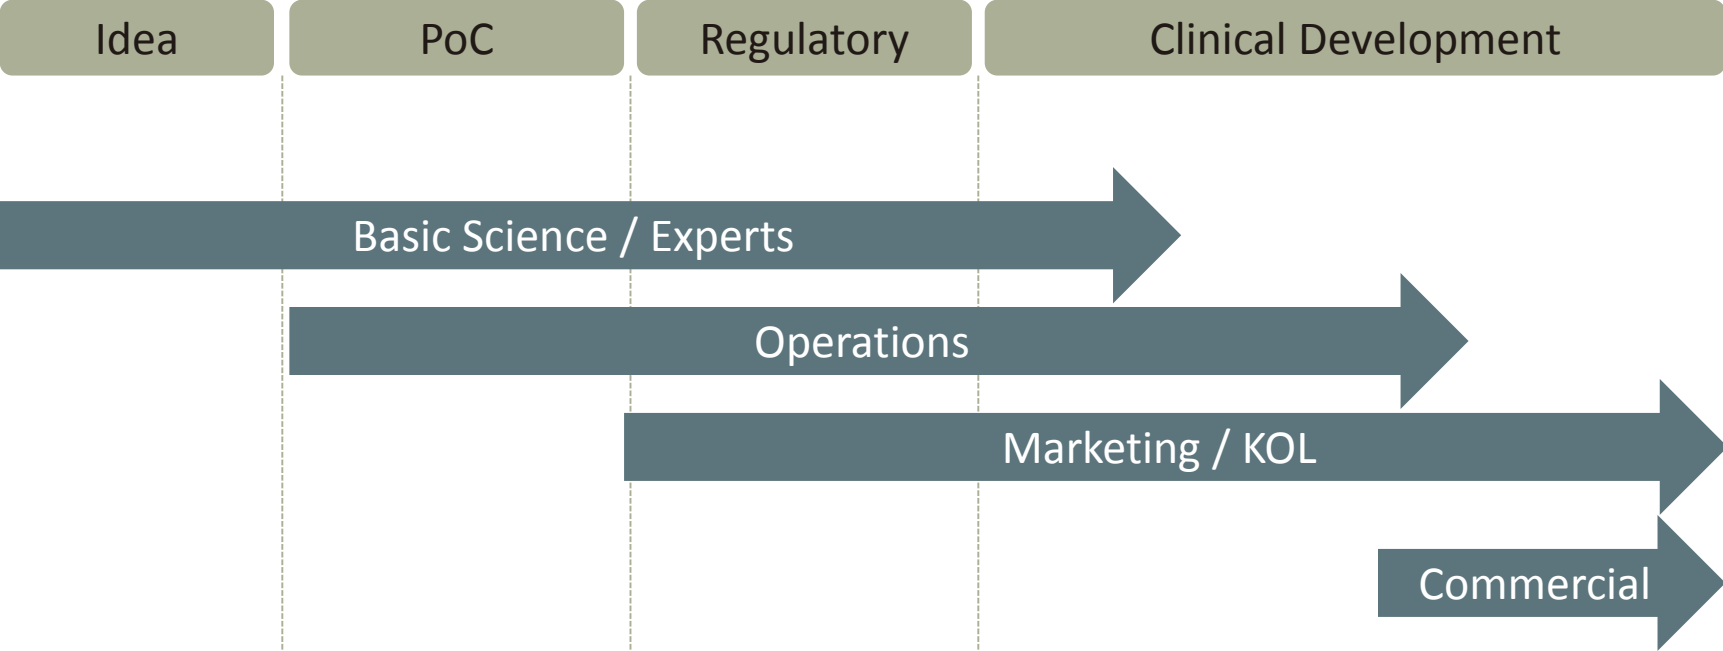 Idea
PoC
Regulatory
Clinical Development
Basic Science / Experts
Operations
Marketing / KOL
Commercial